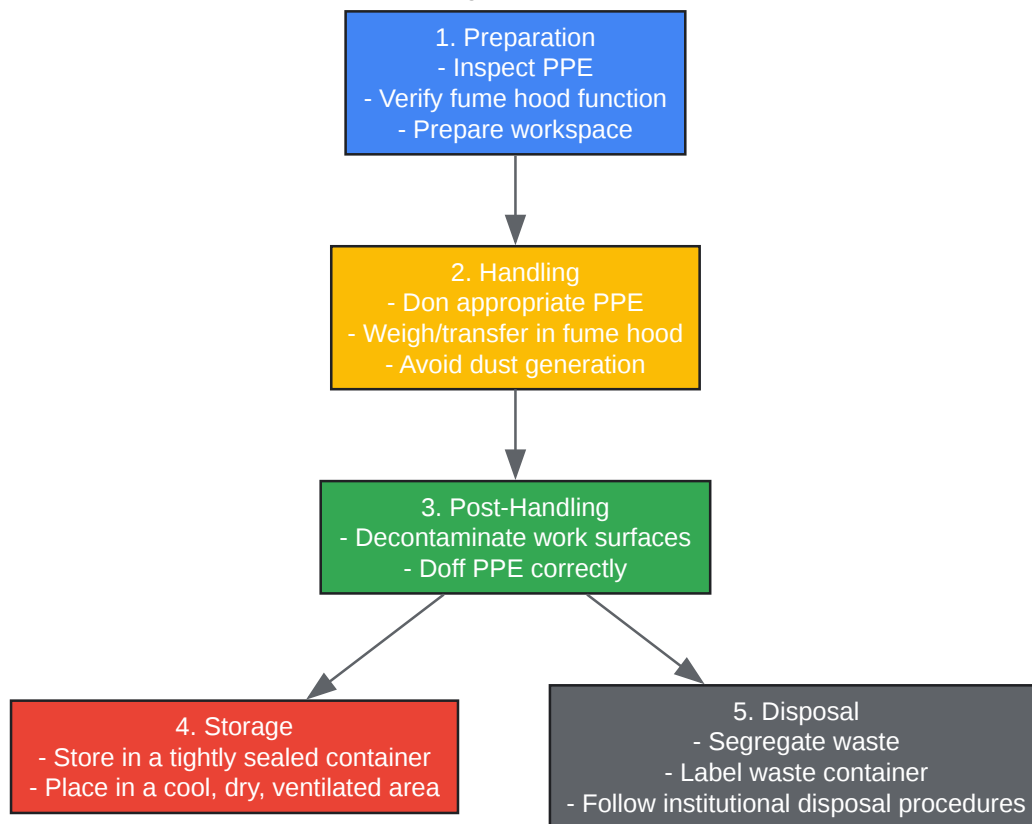 1. Preparation
- Inspect PPE
- Verify fume hood function
- Prepare workspace
2. Handling
- Don appropriate PPE
- Weigh/transfer in fume hood
- Avoid dust generation
3. Post-Handling
- Decontaminate work surfaces
- Doff PPE correctly
4. Storage
- Store in a tightly sealed container
- Place in a cool, dry, ventilated area
5. Disposal
- Segregate waste
- Label waste container
- Follow institutional disposal procedures